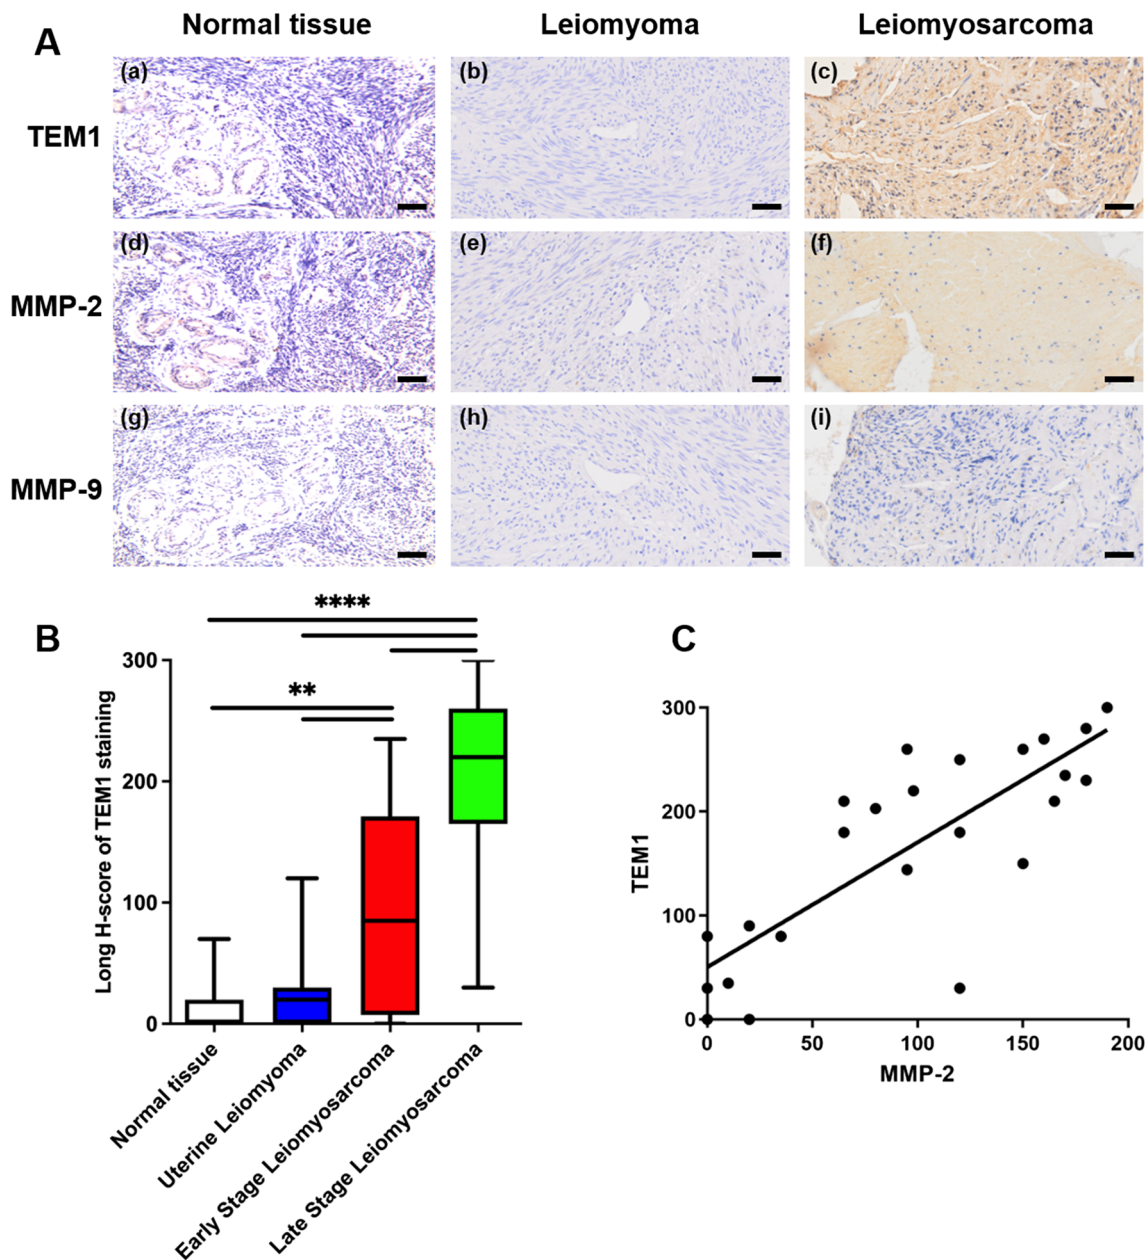 A
Normal tissue
Leiomyoma
Leiomyosarcoma
TEM1
(a)
(b)
(c)
MMP-2
(d)
(e)
(f)
MMP-9
(g)
(h)
(i)
B
****
**
Long H-score of TEM1 staining
300
200
100
0
Normal tissue
Uterine Leiomyoma
Early Stage Leiomyosarcoma
Late Stage Leiomyosarcoma
C
TEM1
300
200
100
0
0 50 100 150 200
MMP-2